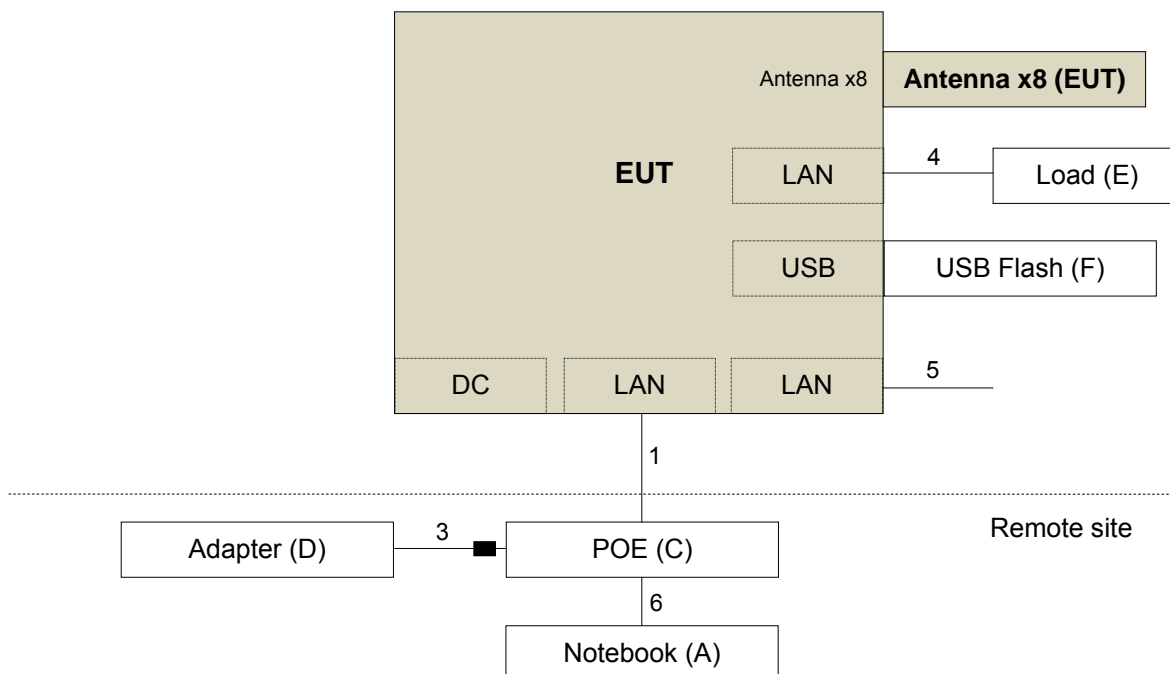 Antenna x8
Antenna x8 (EUT)
EUT
LAN
4
Load (E)
USB
USB Flash (F)
DC
LAN
LAN
5
1
Remote site
Adapter (D)
3
POE (C)
6
Notebook (A)